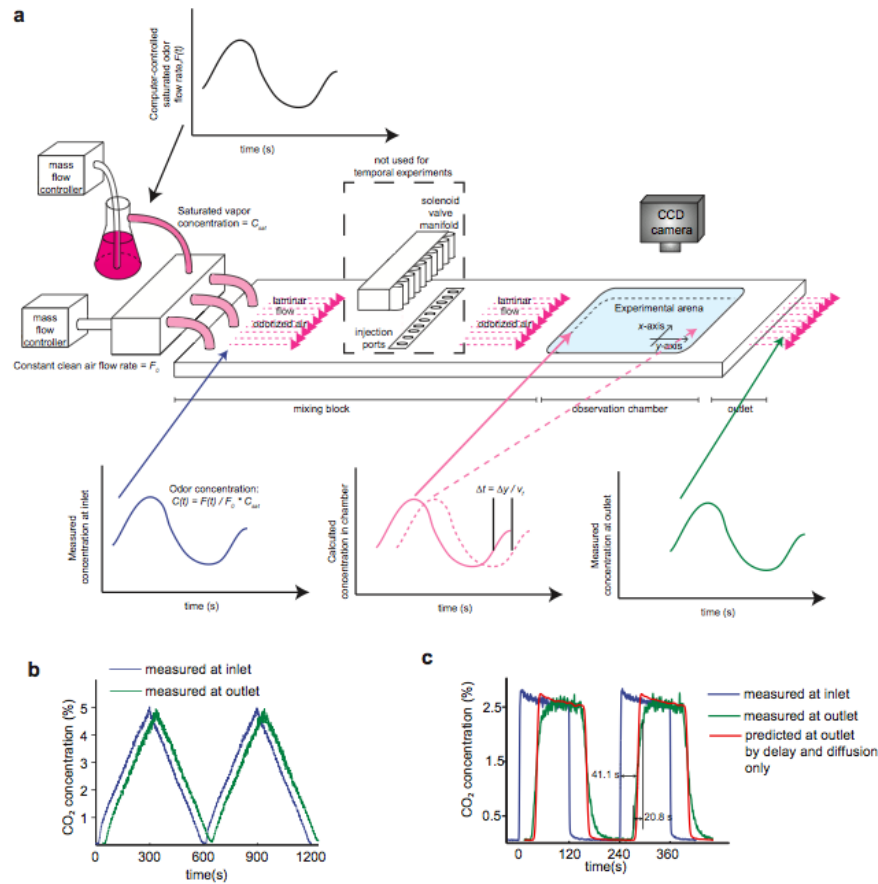 a
Computer-controlled
saturated odor
flow rate,F(t)
time (s)
mass
flow
controller
Saturated vapor
concentration = C_sat
not used for
temporal experiments
solenoid
valve
manifold
CCD
camera
mass
flow
controller
laminar
flow
odorized air
injection
ports
laminar
flow
odorized air
Experimental arena
x-axis
y-axis
Constant clean air flow rate = F_0
mixing block
observation chamber
outlet
Measured
concentration at inlet
Odor concentration:
C(t) = F(t) / F_0 * C_sat
time (s)
Calculted
concentration in chamber
Δt = Δy / v_f
time (s)
Measured
concentration at outlet
time (s)
b
measured at inlet
measured at outlet
CO₂ concentration (%)
5
4
3
2
1
0
300
600
900
1200
time(s)
c
measured at inlet
measured at outlet
predicted at outlet
by delay and diffusion
only
CO₂ concentration (%)
2.5
1.5
0.5
41.1 s
20.8 s
0
120
240
360
time(s)